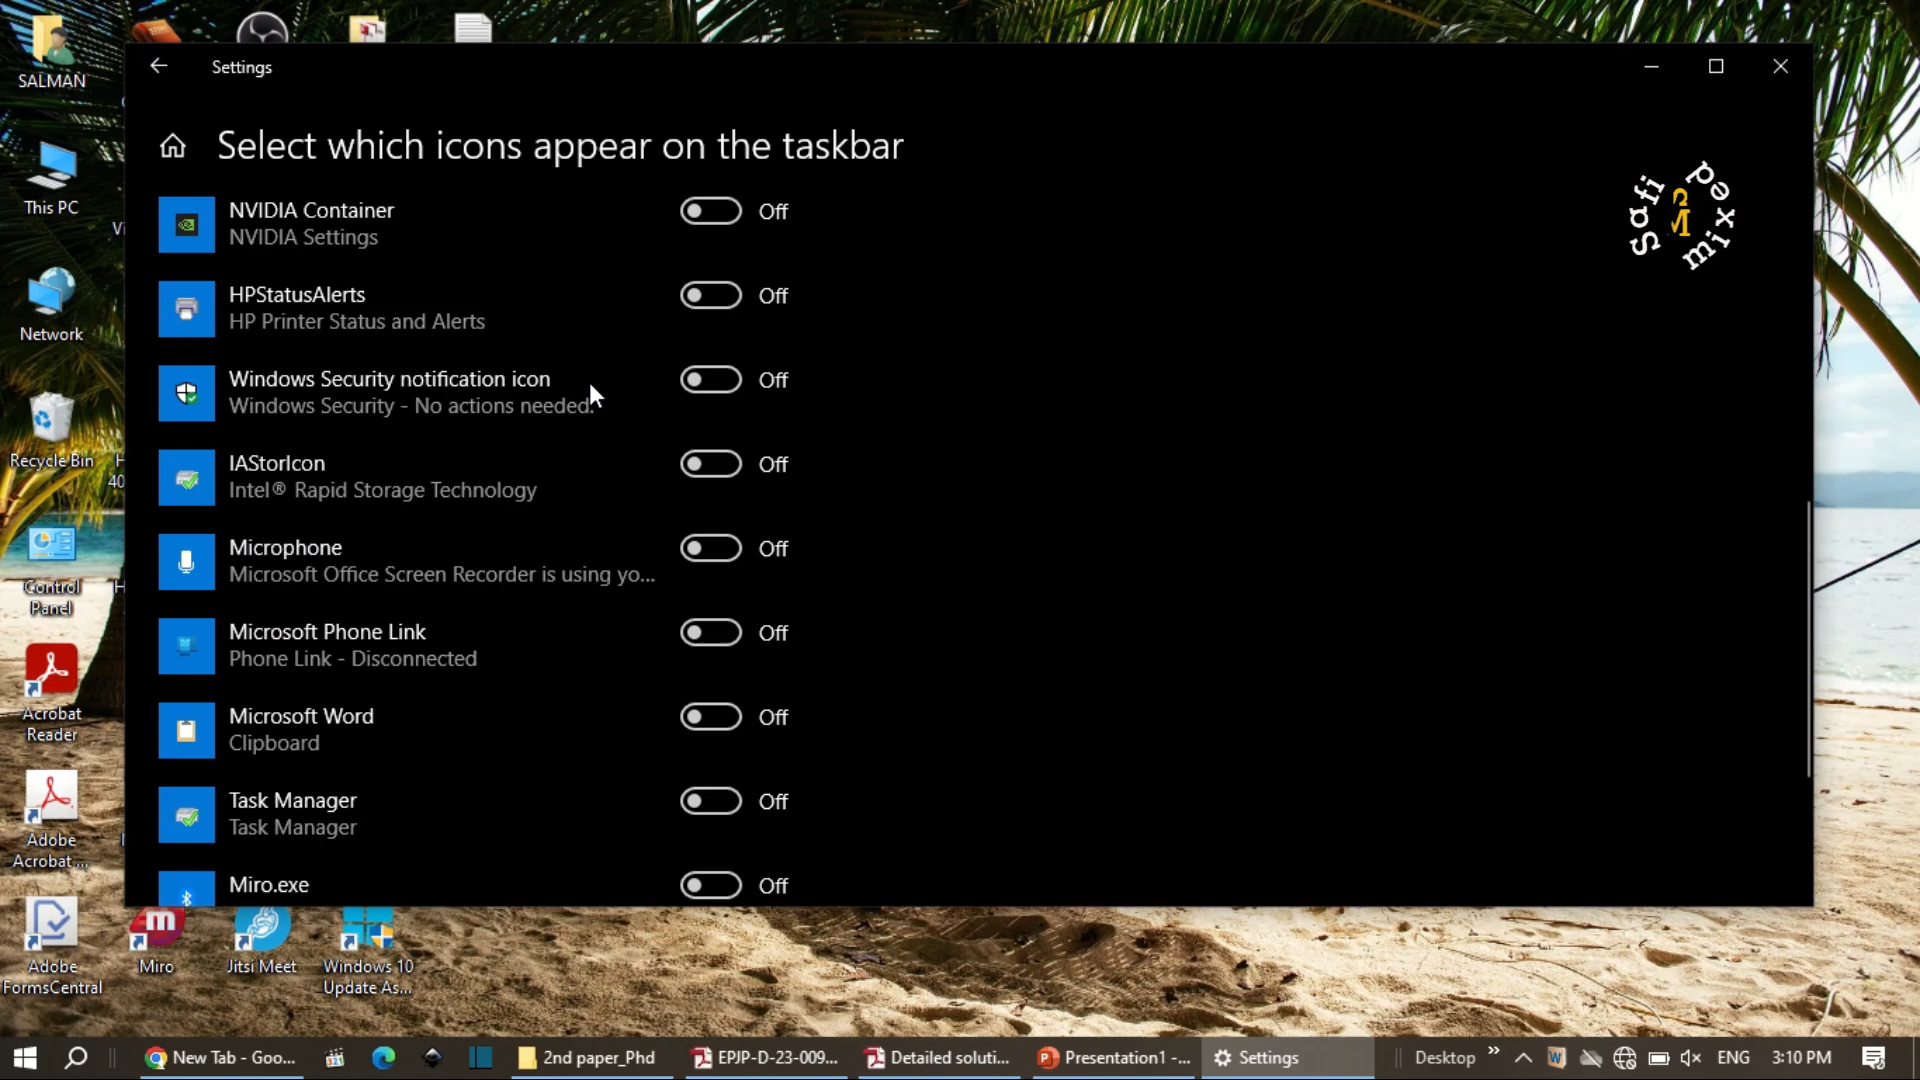 SALMAN
This PC
Network
Recycle Bin
Control
Panel
Acrobat
Reader
Adobe
Acrobat ...
Adobe
FormsCentral
Miro
Jitsi Meet
Windows 10
Update As...
Settings
Select which icons appear on the taskbar
NVIDIA Container
NVIDIA Settings
Off
HPStatusAlerts
HP Printer Status and Alerts
Off
Windows Security notification icon
Windows Security - No actions needed.
Off
IAStorIcon
Intel® Rapid Storage Technology
Off
Microphone
Microsoft Office Screen Recorder is using yo...
Off
Microsoft Phone Link
Phone Link - Disconnected
Off
Microsoft Word
Clipboard
Off
Task Manager
Task Manager
Off
Miro.exe
Off
Safi
mixed
MS
New Tab - Goo...
2nd paper_Phd
EPJP-D-23-009...
Detailed soluti...
Presentation1 -...
Settings
Desktop
ENG
3:10 PM